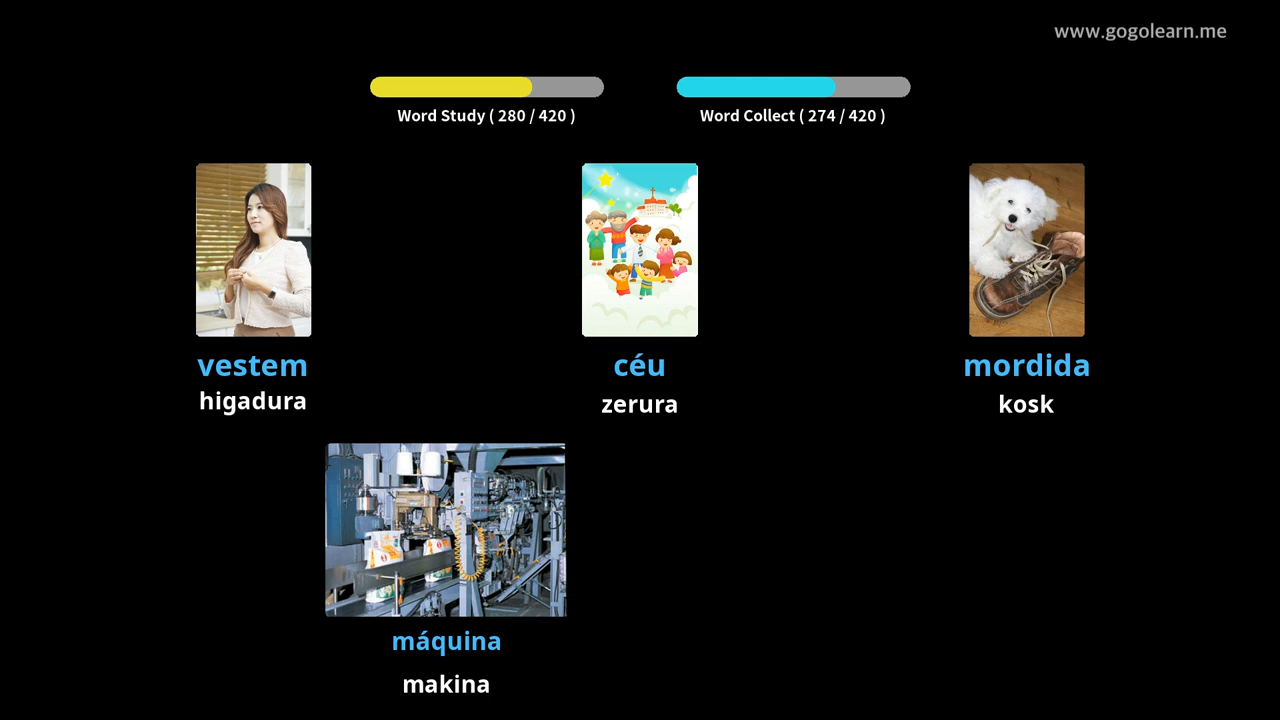 www.gogolearn.me
Word Study ( 280 / 420 )
Word Collect ( 274 / 420 )
vestem
higadura
céu
zerura
mordida
kosk
máquina
makina